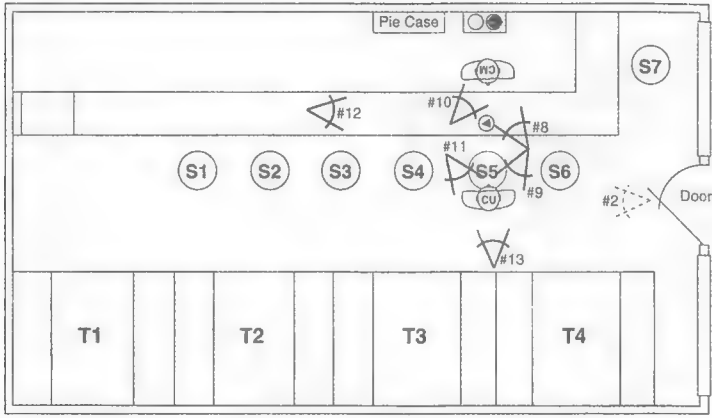 Pie Case
S7
CM
#12
#10
#8
#11
S1
S2
S3
S4
S5
S6
#9
CU
#2
Door
#13
T1
T2
T3
T4